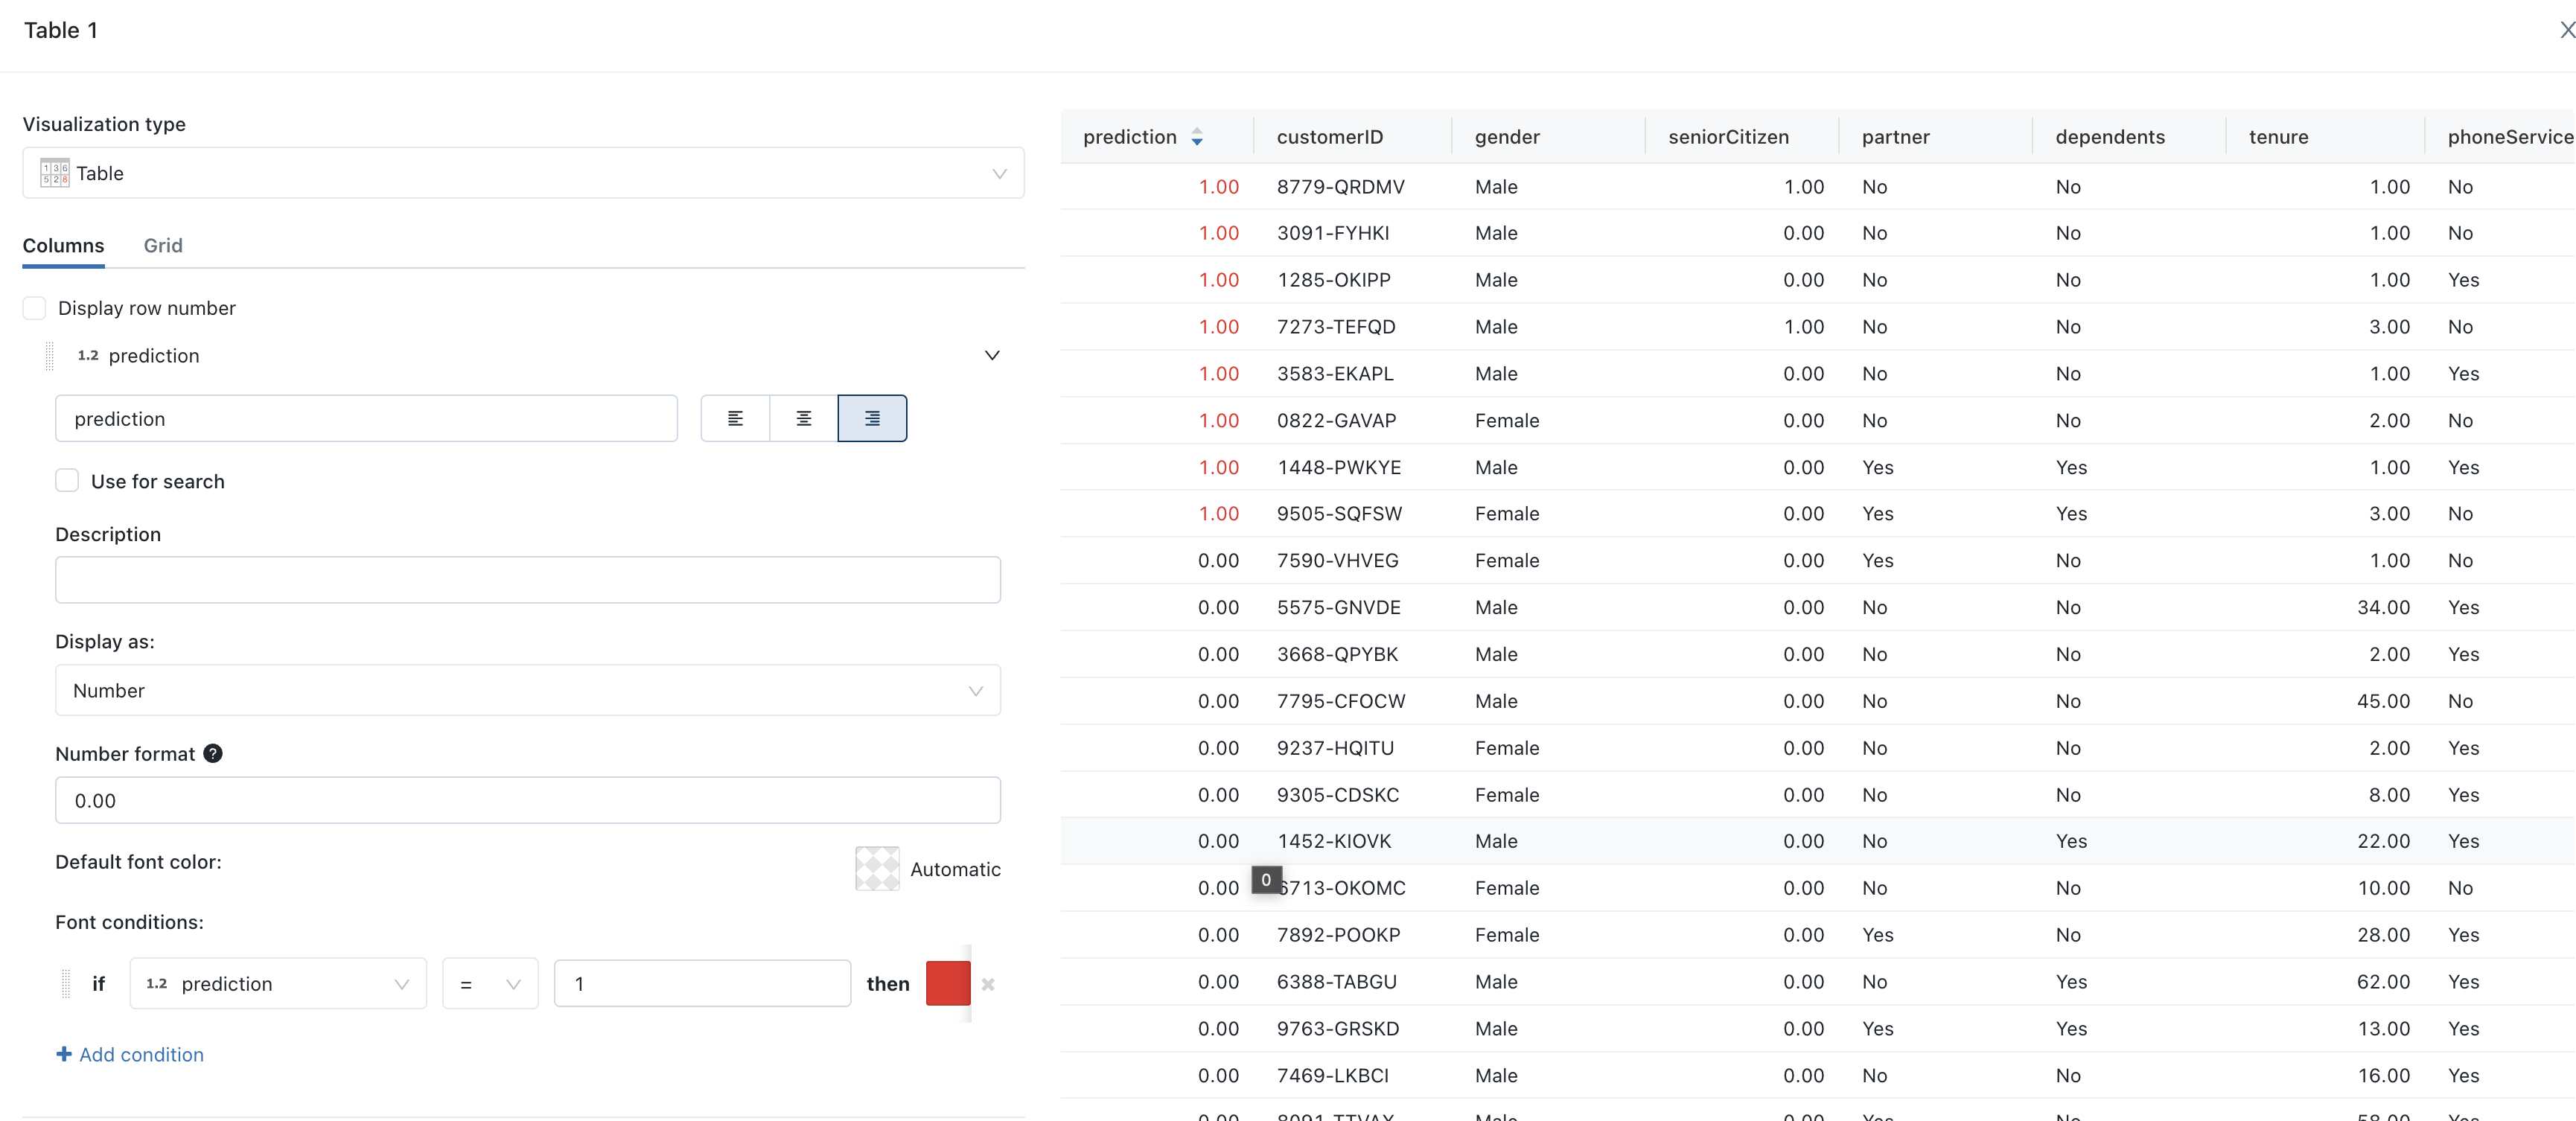 Table 1
Visualization type
Table
Columns Grid
Display row number
1.2 prediction
prediction
Use for search
Description
Display as:
Number
Number format ?
0.00
Default font color: Automatic
Font conditions:
if 1.2 prediction = 1 then
+ Add condition
prediction customerID gender seniorCitizen partner dependents tenure phoneService
1.00 8779-QRDMV Male 1.00 No No 1.00 No
1.00 3091-FYHKI Male 0.00 No No 1.00 No
1.00 1285-OKIPP Male 0.00 No No 1.00 Yes
1.00 7273-TEFQD Male 1.00 No No 3.00 No
1.00 3583-EKAPL Male 0.00 No No 1.00 Yes
1.00 0822-GAVAP Female 0.00 No No 2.00 No
1.00 1448-PWKYE Male 0.00 Yes Yes 1.00 Yes
1.00 9505-SQFSW Female 0.00 Yes Yes 3.00 No
0.00 7590-VHVEG Female 0.00 Yes No 1.00 No
0.00 5575-GNVDE Male 0.00 No No 34.00 Yes
0.00 3668-QPYBK Male 0.00 No No 2.00 Yes
0.00 7795-CFOCW Male 0.00 No No 45.00 No
0.00 9237-HQITU Female 0.00 No No 2.00 Yes
0.00 9305-CDSKC Female 0.00 No No 8.00 Yes
0.00 1452-KIOVK Male 0.00 No Yes 22.00 Yes
0
0.00 6713-OKOMC Female 0.00 No No 10.00 No
0.00 7892-POOKP Female 0.00 Yes No 28.00 Yes
0.00 6388-TABGU Male 0.00 No Yes 62.00 Yes
0.00 9763-GRSKD Male 0.00 Yes Yes 13.00 Yes
0.00 7469-LKBCI Male 0.00 No No 16.00 Yes